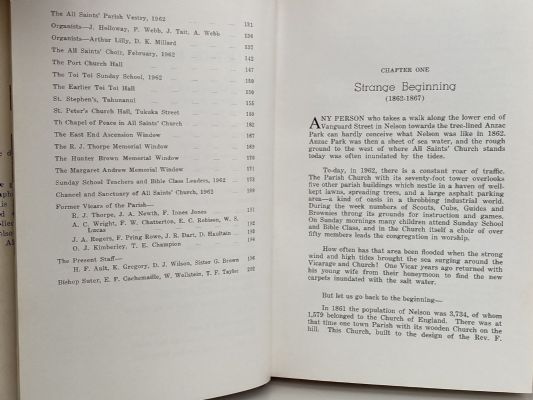 The All Saints' Parish Vestry, 1962 131
Organists—J. Holloway, P. Webb, J. Tait, A. Webb 134
Organists—Arthur Lilly, D. K. Millard 137
The All Saints' Choir, February, 1962 142
The Port Church Hall 147
The Toi Toi Sunday School, 1962 150
The Earlier Toi Toi Hall 150
St. Stephen's, Tahunanui 155
St. Peter's Church Hall, Tukuka Street 155
Th Chapel of Peace in All Saints' Church
The East End Ascension Window 167
The R. J. Thorpe Memorial Window 170
The Hunter Brown Memorial Window 171
The Margaret Andrew Memorial Window 171
Sunday School Teachers and Bible Class Leaders, 1962
Chancel and Sanctuary of All Saints' Church, 1962
Former Vicars of the Parish—
R. J. Thorpe, J. A. Newth, F. Innes Jones
A. C. Wright, F. W. Chatterton, E. C. Robison, W. S.
Lucas
J. A. Rogers, F. Pring Rowe, J. R. Dart, D. Haultain
O. J. Kimberley, T. E. Champion
The Present Staff—
H. F. Ault, K. Gregory, D. J. Wilson, Sister G. Brown
Bishop Suter, E. F. Cachemaille, W. Wollstein, T. F. Taylor
CHAPTER ONE
Strange Beginning
(1862-1867)
ANY PERSON who takes a walk along the lower end of
Vanguard Street in Nelson towards the tree-lined Anzac
Park can hardly conceive what Nelson was like in 1862.
Anzac Park was then a sheet of sea water, and the rough
ground to the west of where All Saints' Church stands
today was often inundated by the tides.
To-day, in 1962, there is a constant roar of traffic.
The Parish Church with its seventy-foot tower overlooks
five other parish buildings which nestle in a haven of well-
kept lawns, spreading trees, and a large asphalt parking
area—a kind of oasis in a throbbing industrial world.
During the week numbers of Scouts, Cubs, Guides and
Brownies throng its grounds for instruction and games.
On Sunday mornings many children attend Sunday School
and Bible Class, and in the Church itself a choir of over
fifty members leads the congregation in worship.
How often has that area been flooded when the strong
wind and high tides brought the sea surging around the
Vicarage and Church! One Vicar years ago returned with
his young wife from their honeymoon to find the new
carpets inundated with the salt water.
But let us go back to the beginning—
In 1861 the population of Nelson was 3,734, of whom
1,579 belonged to the Church of England. There was at
that time one town Parish with its wooden Church on the
hill. This Church, built to the design of the Rev. F.